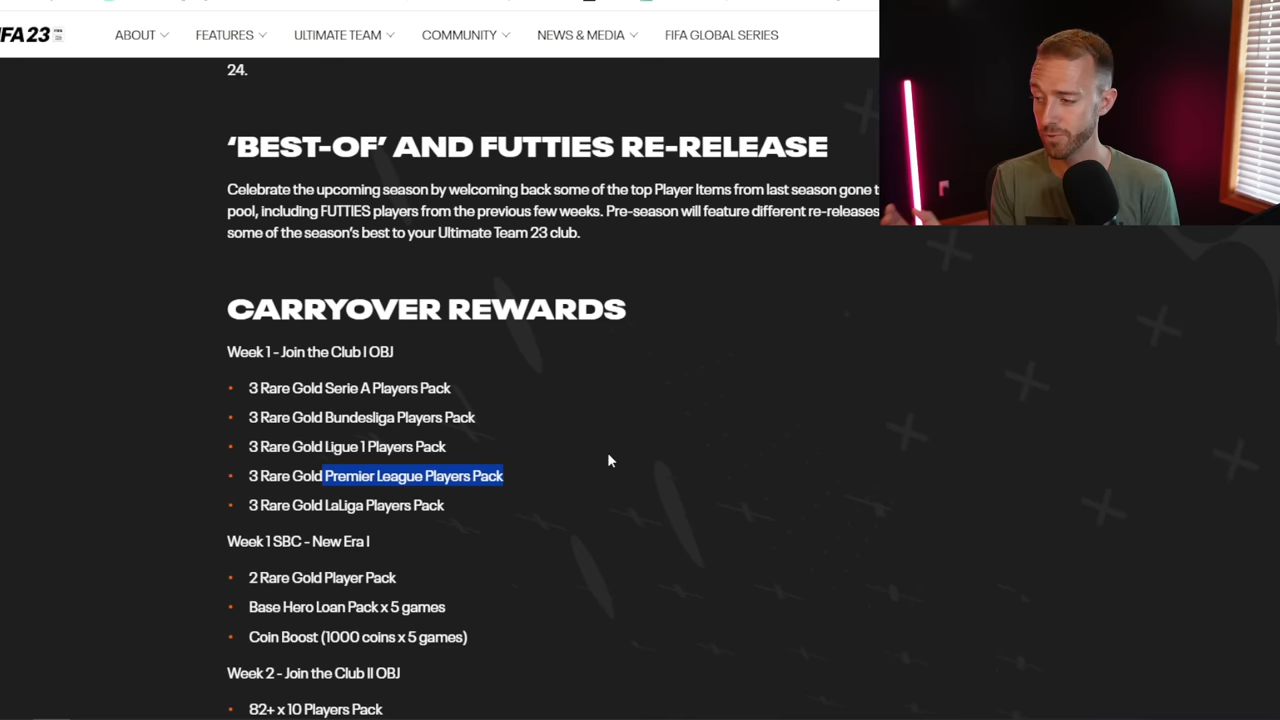 FA 23
ABOUT
FEATURES
ULTIMATE TEAM
COMMUNITY
NEWS & MEDIA
FIFA GLOBAL SERIES
24.
‘BEST-OF’ AND FUTTIES RE-RELEASE
Celebrate the upcoming season by welcoming back some of the top Player Items from last season gone
pool, including FUTTIES players from the previous few weeks. Pre-season will feature different re-releases
some of the season’s best to your Ultimate Team 23 club.
CARRYOVER REWARDS
Week 1 - Join the Club I OBJ
• 3 Rare Gold Serie A Players Pack
• 3 Rare Gold Bundesliga Players Pack
• 3 Rare Gold Ligue 1 Players Pack
• 3 Rare Gold Premier League Players Pack
• 3 Rare Gold LaLiga Players Pack
Week 1 SBC - New Era I
• 2 Rare Gold Player Pack
• Base Hero Loan Pack x 5 games
• Coin Boost (1000 coins x 5 games)
Week 2 - Join the Club II OBJ
• 82+ x 10 Players Pack